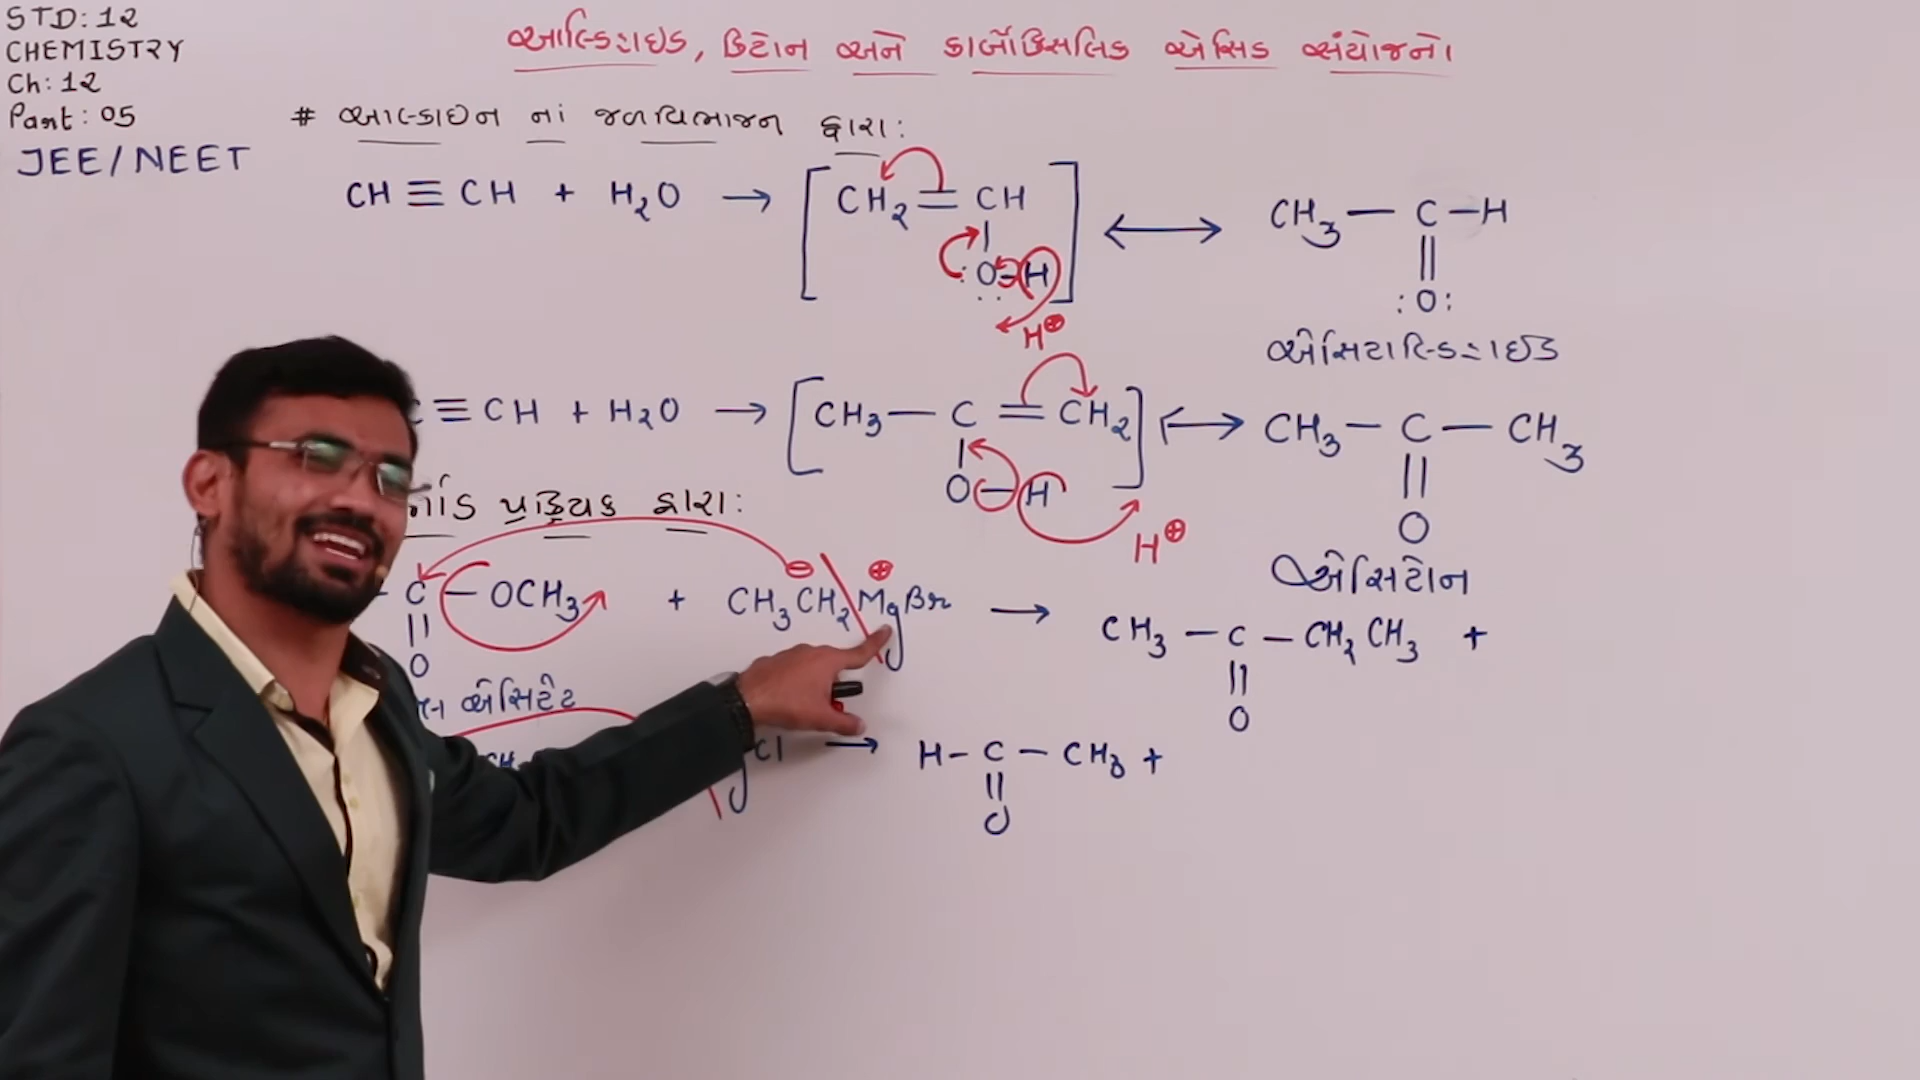 STD: 12
CHEMISTRY
Ch: 12
Part: 05
JEE/NEET
આલ્ડિહાઇડ, કિટોન અને કાર્બોક્સિલિક એસિડ સંયોજનો।
# આલ્કાઇન નાં જળવિભાજન દ્વારા:
CH ≡ CH + H₂O → [CH₂ = CH
|
:O-H] ↔ CH₃ — C — H
||
:O:
H⊕
એસિટાલ્ડિહાઇડ
C ≡ CH + H₂O → [CH₃ — C = CH₂
|
O — H] ↔ CH₃ — C — CH₃
||
O
H⊕
એસિટોન
પ્રક્રિયક દ્વારા:
- C — OCH₃ + CH₃CH₂⊖MgBr⊕ → CH₃ — C — CH₂CH₃ +
||
O
||
O
એસિટેટ
Cl → H — C — CH₃ +
||
O